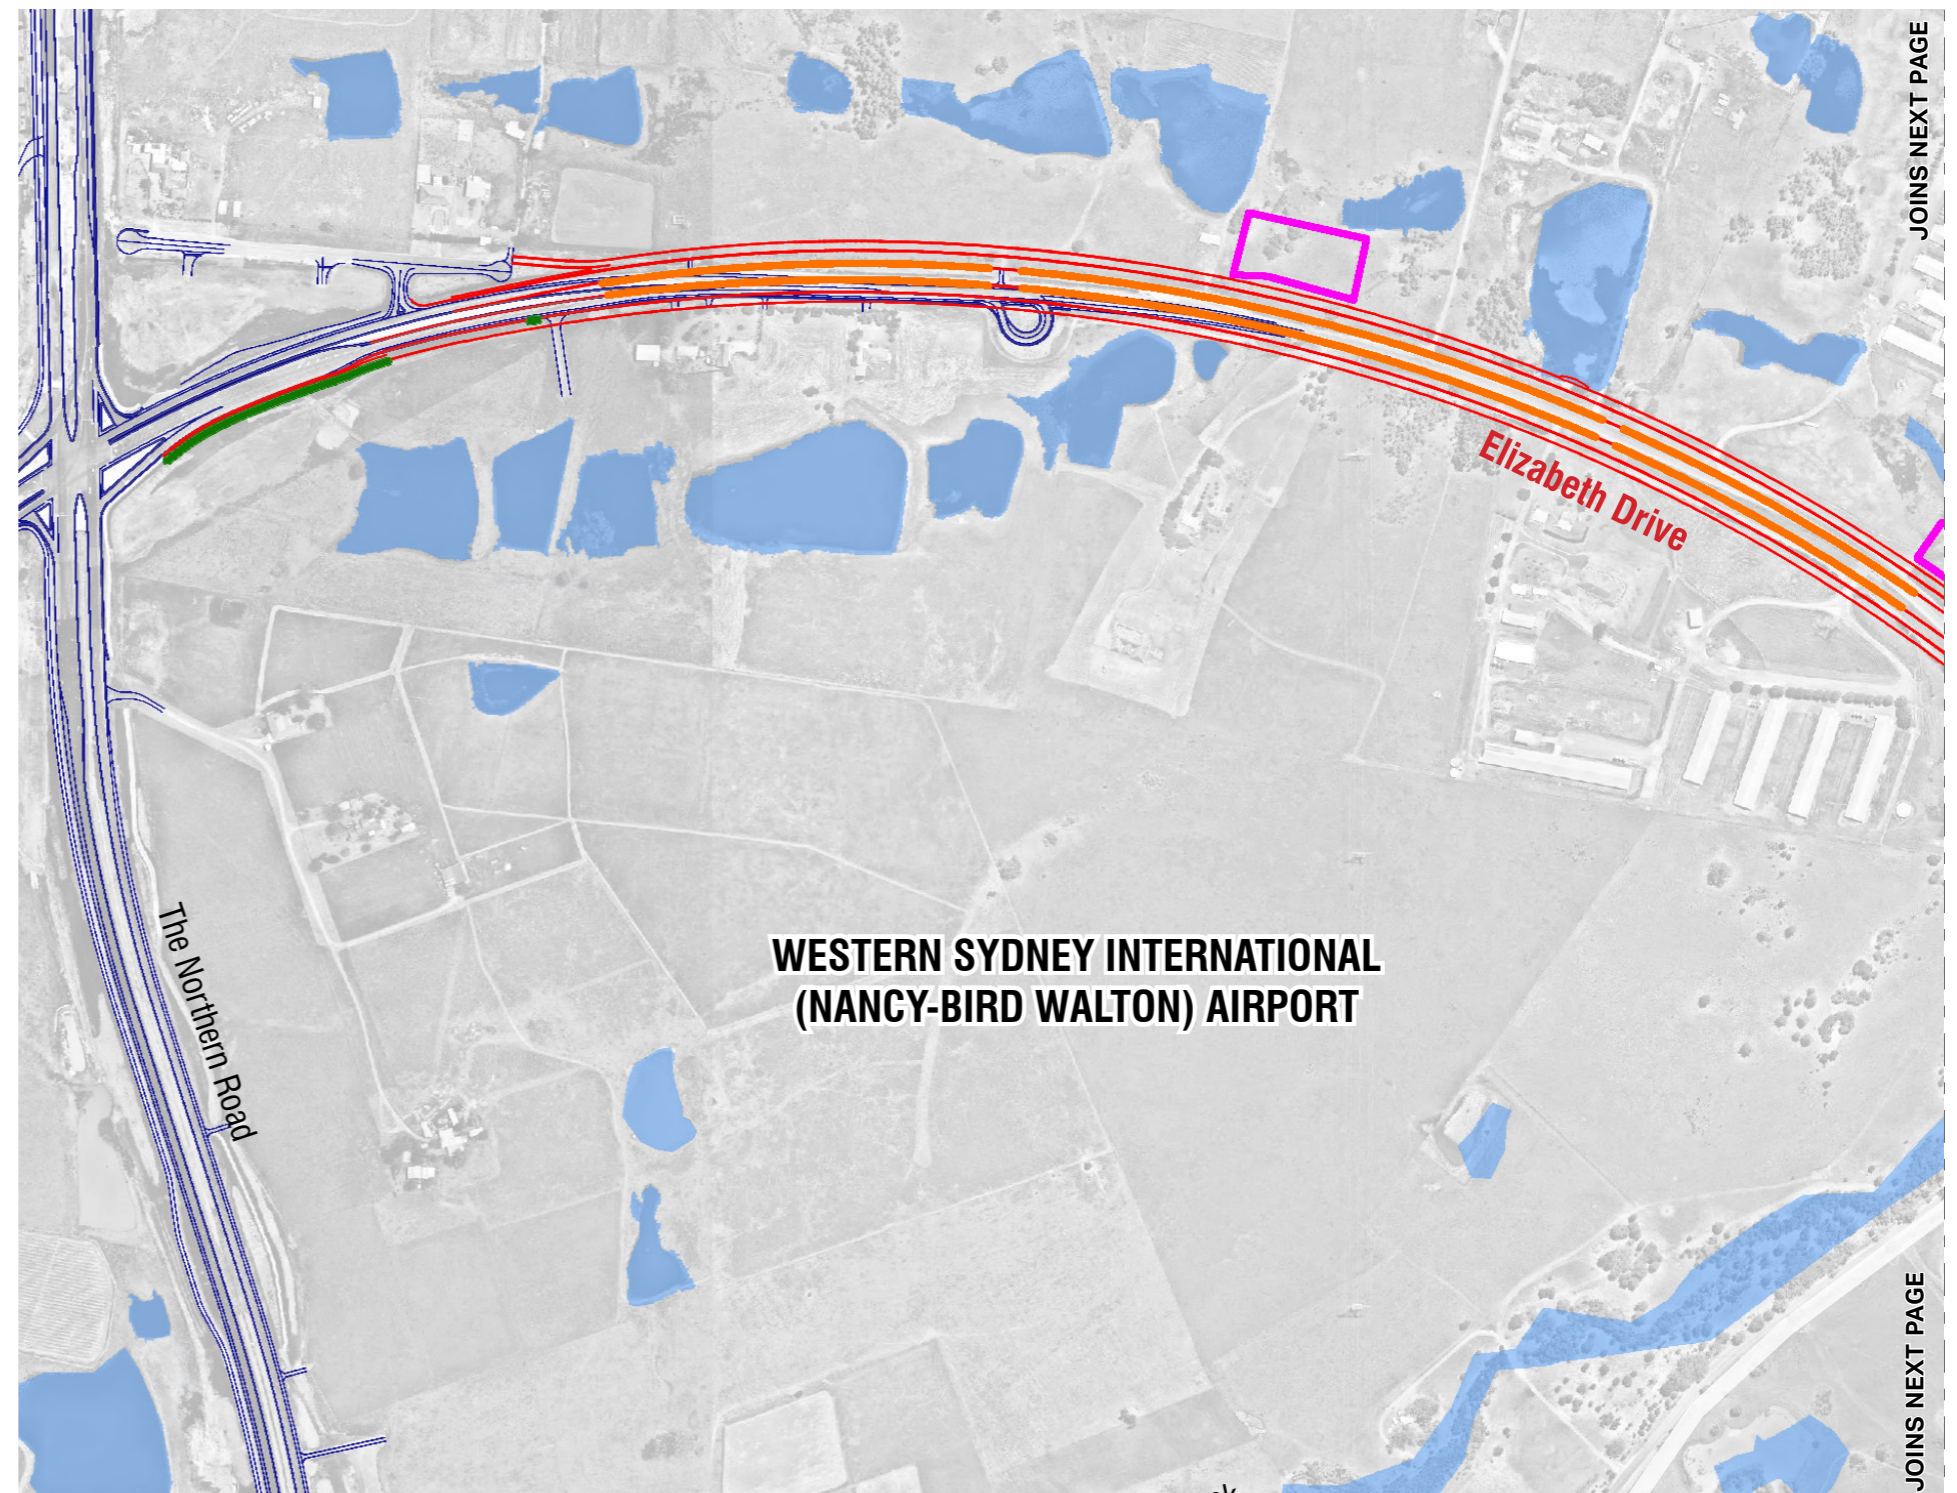 JOINS NEXT PAGE
Elizabeth Drive
WESTERN SYDNEY INTERNATIONAL
(NANCY-BIRD WALTON) AIRPORT
The Northern Road
JOINS NEXT PAGE